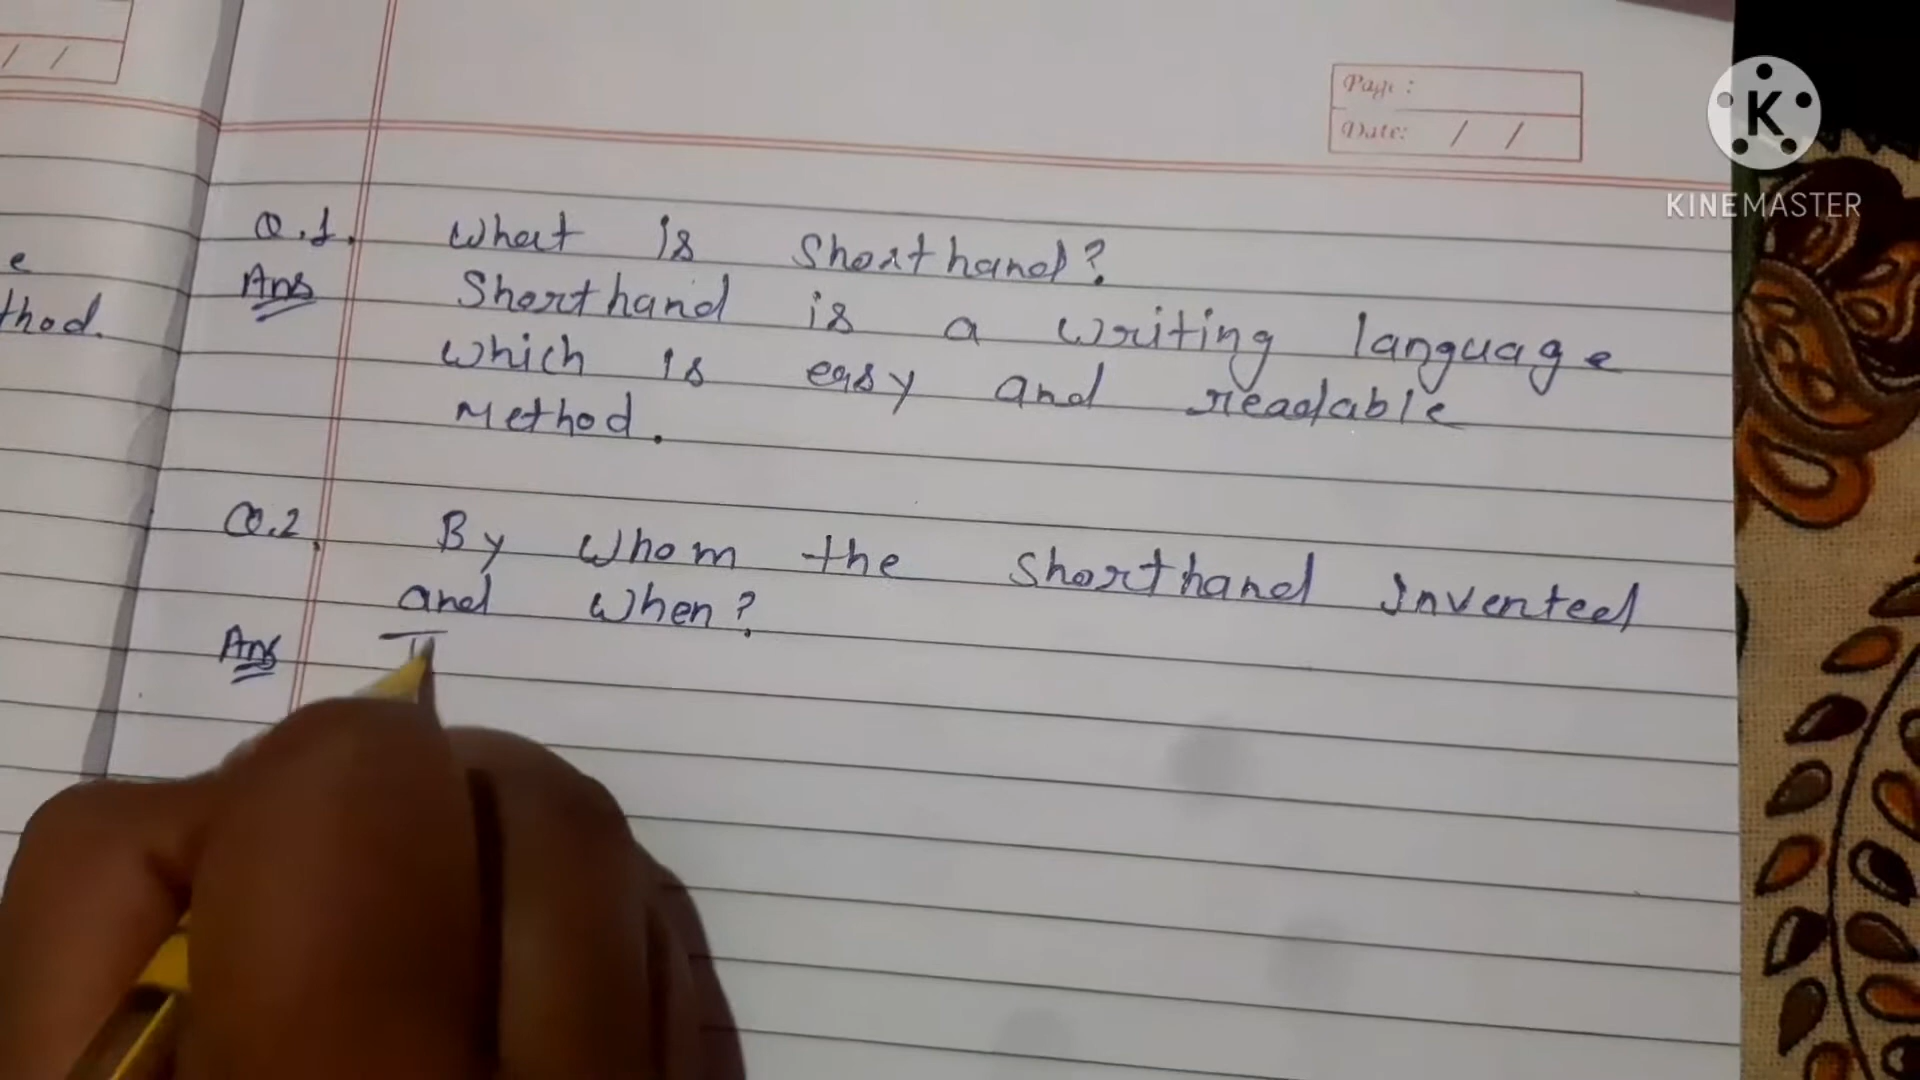 Page :
Date: / /
K
KINEMASTER
Q.1. What is Shorthand?
Ans Shorthand is a writing language
which is easy and readable
Method.
Q.2. By whom the Shorthand invented
and when?
Ans
e
thod.
/ /